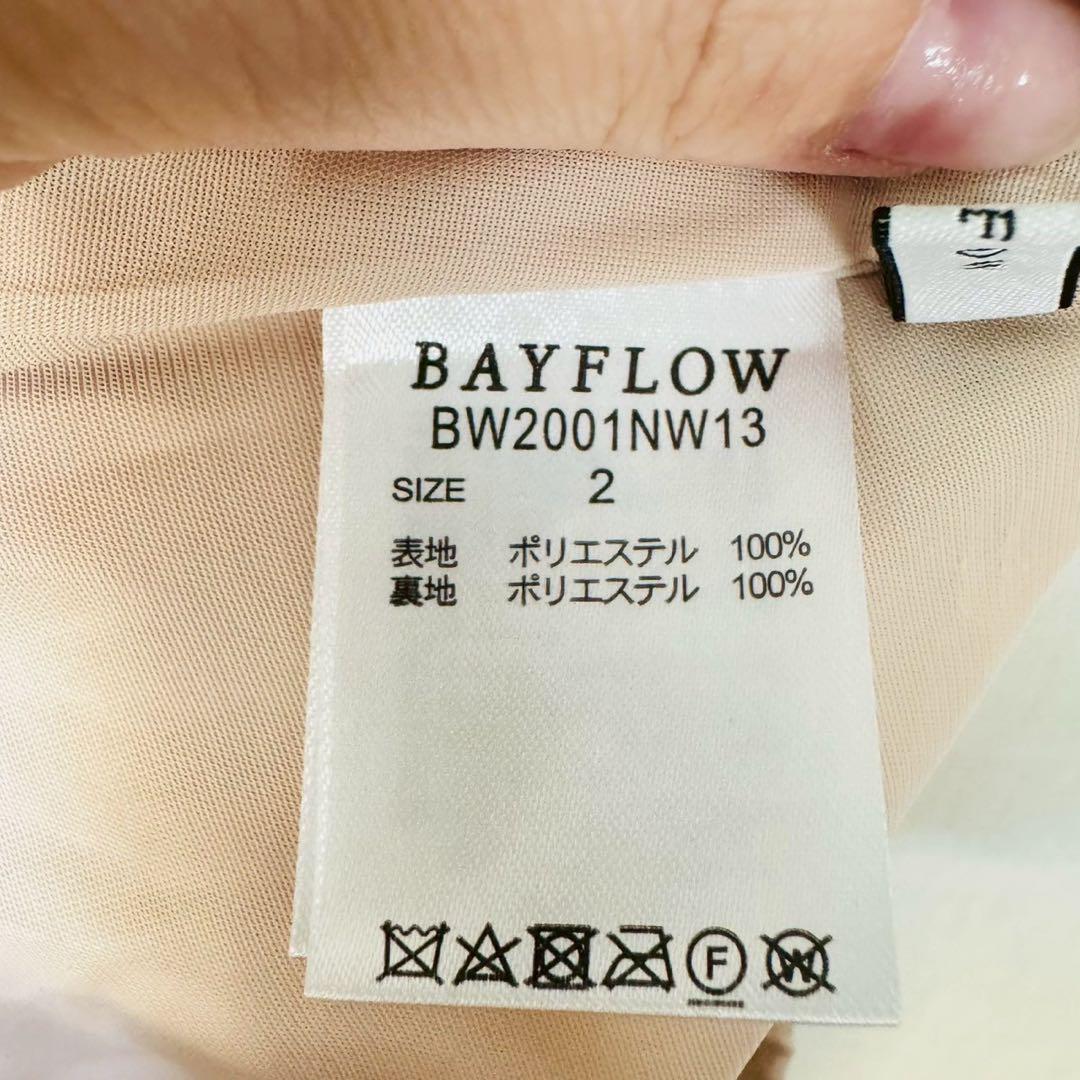 BAYFLOW
BW2001NW13
SIZE 2
表地 ポリエステル 100%
裏地 ポリエステル 100%
F
W